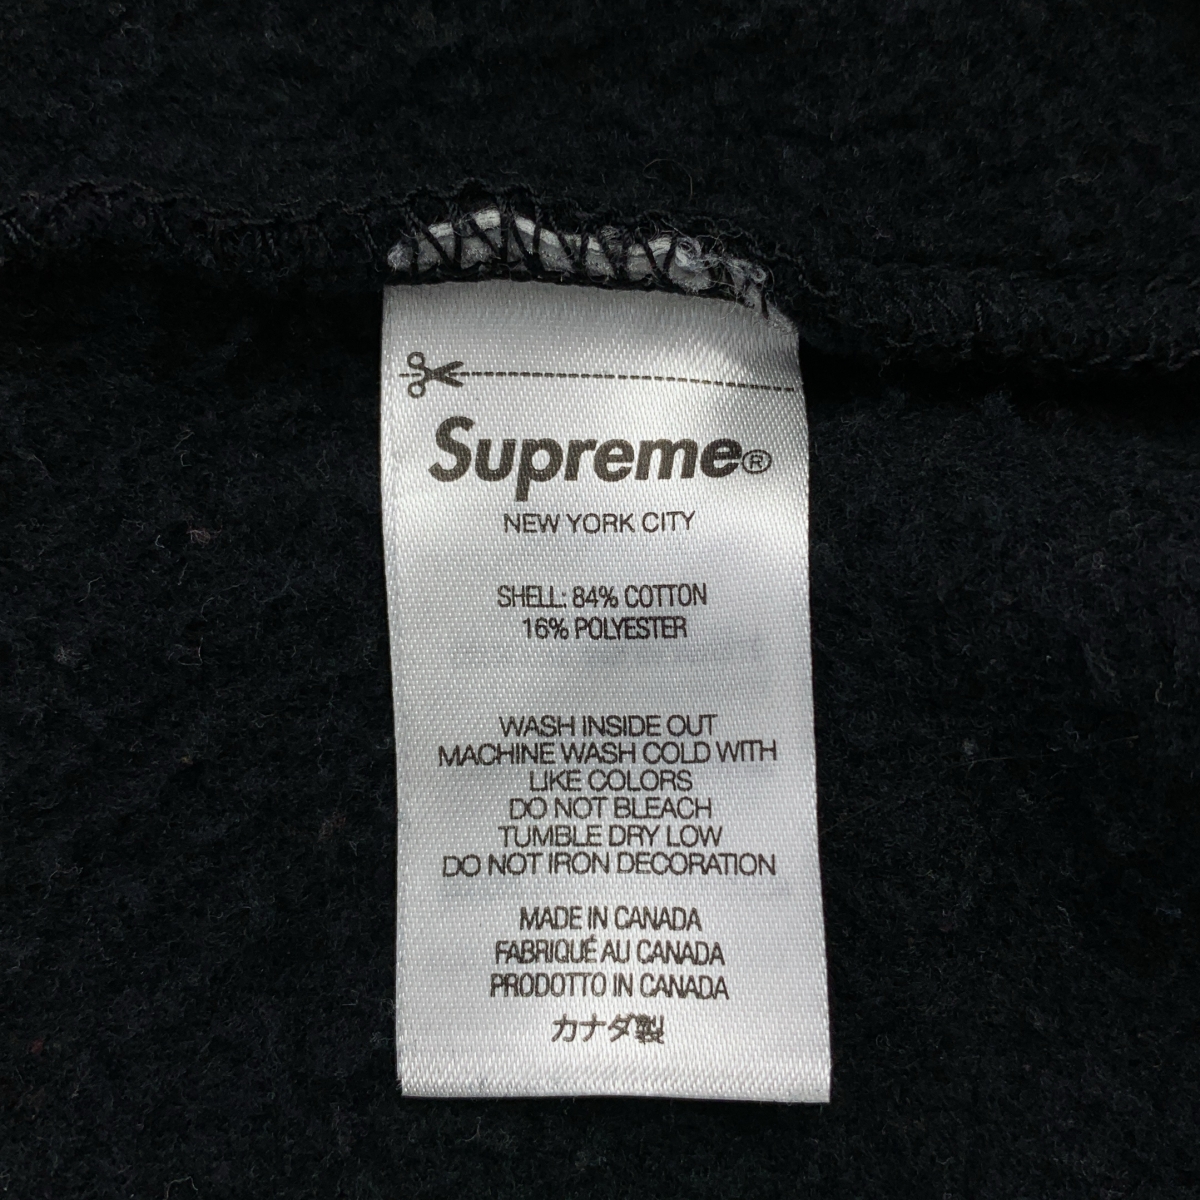 Supreme®
NEW YORK CITY
SHELL: 84% COTTON
16% POLYESTER
WASH INSIDE OUT
MACHINE WASH COLD WITH
LIKE COLORS
DO NOT BLEACH
TUMBLE DRY LOW
DO NOT IRON DECORATION
MADE IN CANADA
FABRIQUÉ AU CANADA
PRODOTTO IN CANADA
カナダ製